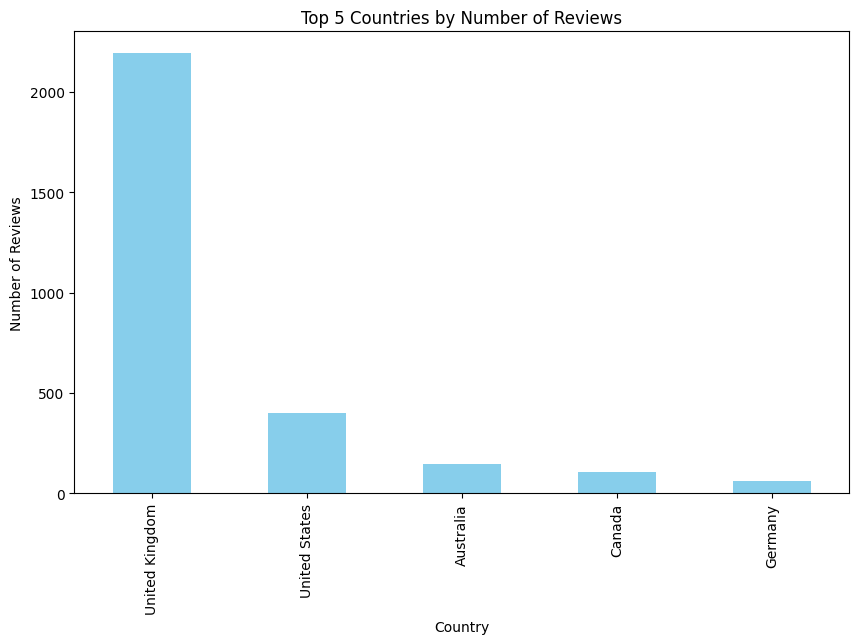 Top 5 Countries by Number of Reviews
Number of Reviews
2000
1500
1000
500
0
United Kingdom
United States
Australia
Canada
Germany
Country